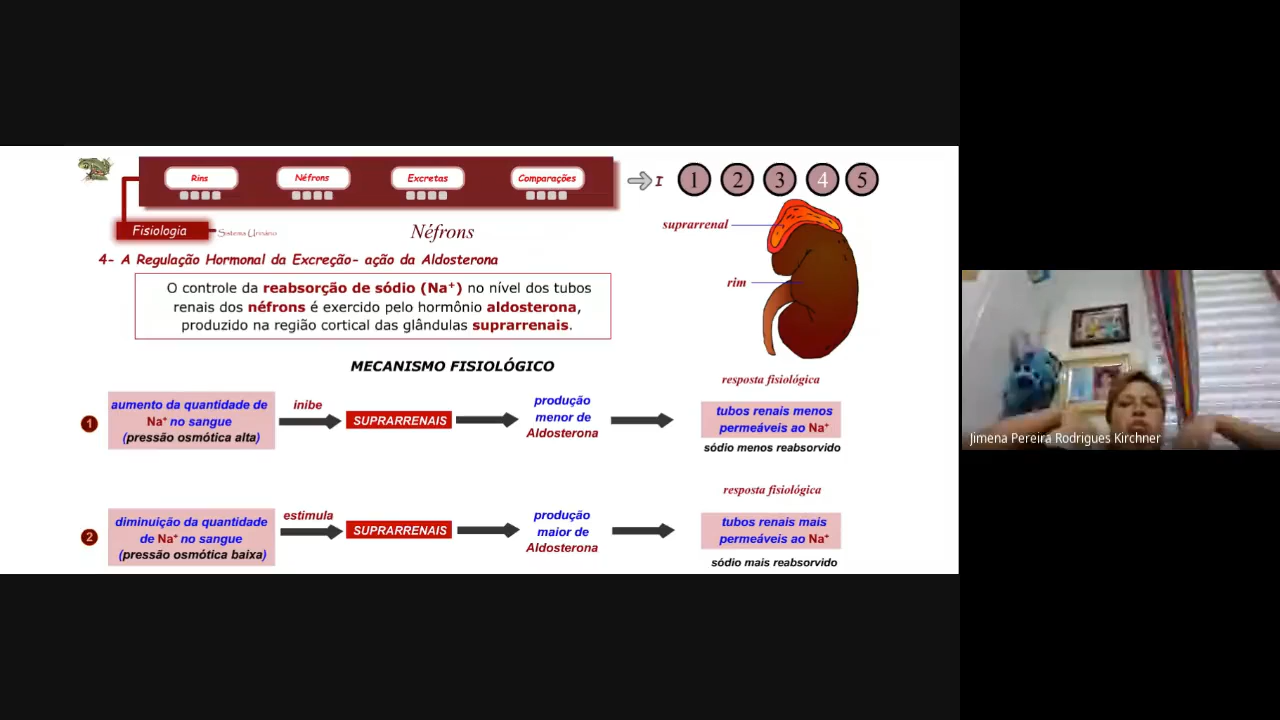 Rins
Néfrons
Excretas
Comparações
I
1
2
3
4
5
Fisiologia
Sistema Urinário
Néfrons
suprarrenal
rim
4- A Regulação Hormonal da Excreção- ação da Aldosterona
O controle da reabsorção de sódio (Na+) no nível dos tubos
renais dos néfrons é exercido pelo hormônio aldosterona,
produzido na região cortical das glândulas suprarrenais.
MECANISMO FISIOLÓGICO
resposta fisiológica
1
aumento da quantidade de
Na+ no sangue
(pressão osmótica alta)
inibe
SUPRARRENAIS
produção
menor de
Aldosterona
tubos renais menos
permeáveis ao Na+
sódio menos reabsorvido
resposta fisiológica
2
diminuição da quantidade
de Na+ no sangue
(pressão osmótica baixa)
estimula
SUPRARRENAIS
produção
maior de
Aldosterona
tubos renais mais
permeáveis ao Na+
sódio mais reabsorvido
Jimena Pereira Rodrigues Kirchner